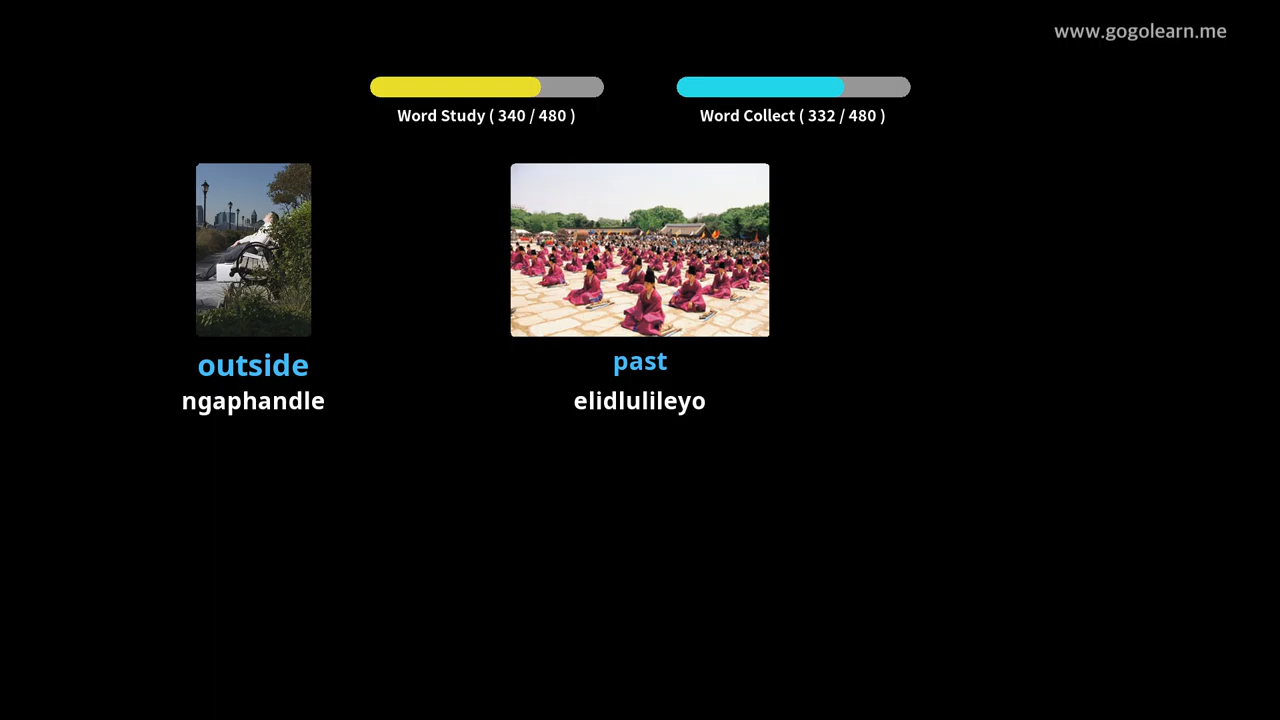 www.gogolearn.me
Word Study ( 340 / 480 )
Word Collect ( 332 / 480 )
outside
ngaphandle
past
elidlulileyo